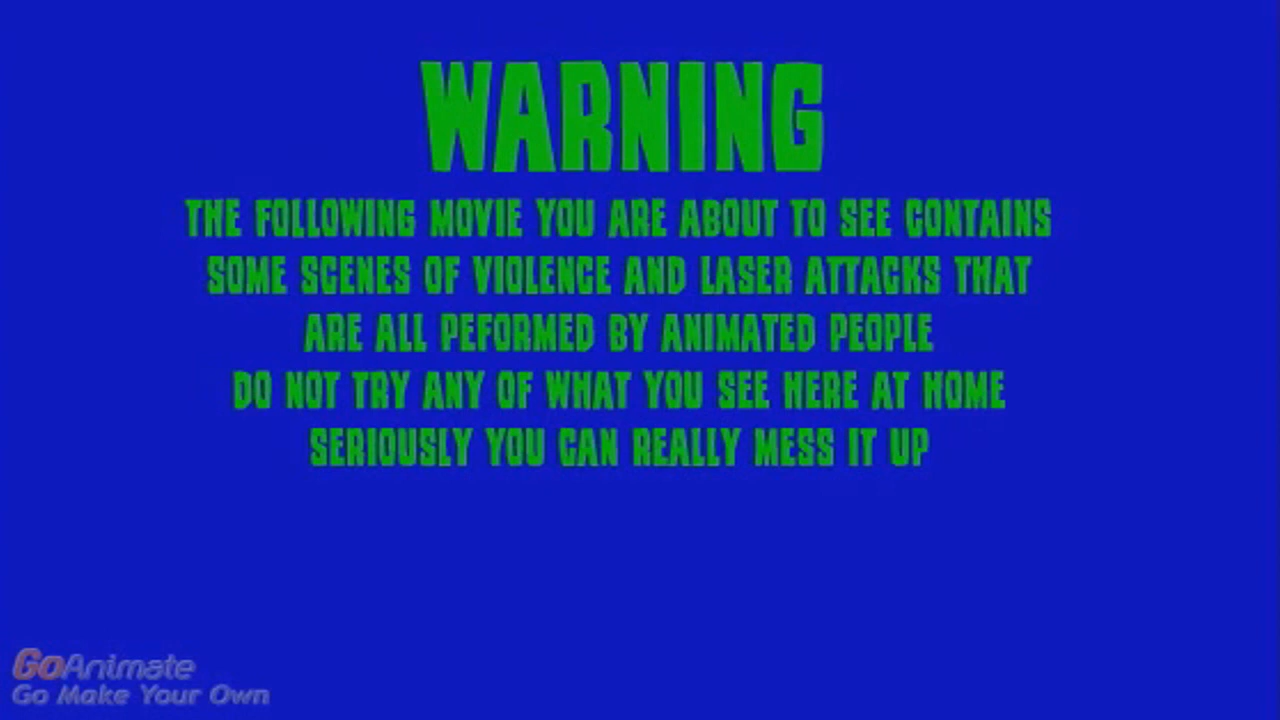 WARNING
THE FOLLOWING MOVIE YOU ARE ABOUT TO SEE CONTAINS
SOME SCENES OF VIOLENCE AND LASER ATTACKS THAT
ARE ALL PEFORMED BY ANIMATED PEOPLE
DO NOT TRY ANY OF WHAT YOU SEE HERE AT HOME
SERIOUSLY YOU CAN REALLY MESS IT UP
GoAnimate
Go Make Your Own